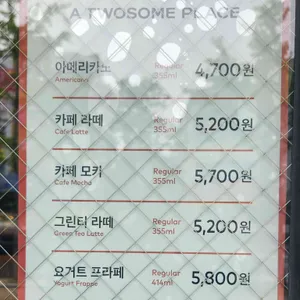 A TWOSOME PLACE
아메리카노 Regular 4,700원
Americano 355ml
카페 라떼 Regular 5,200원
Cafe Latte 355ml
카페 모카 Regular 5,700원
Cafe Mocha 355ml
그린티 라떼 Regular 5,200원
Green Tea Latte 355ml
요거트 프라페 Regular 5,800원
Yogurt Frappe 414ml